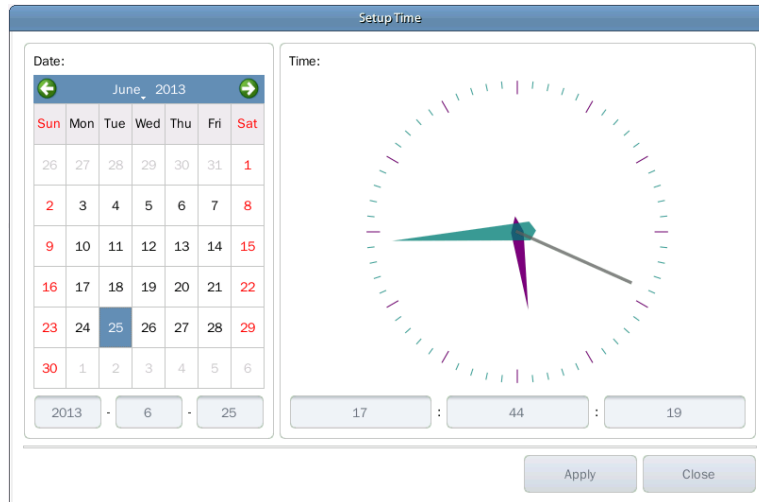 Setup Time
Date:
Time:
June 2013
Sun Mon Tue Wed Thu Fri Sat
26 27 28 29 30 31 1
2 3 4 5 6 7 8
9 10 11 12 13 14 15
16 17 18 19 20 21 22
23 24 25 26 27 28 29
30 1 2 3 4 5 6
2013 - 6 - 25
17 : 44 : 19
Apply
Close